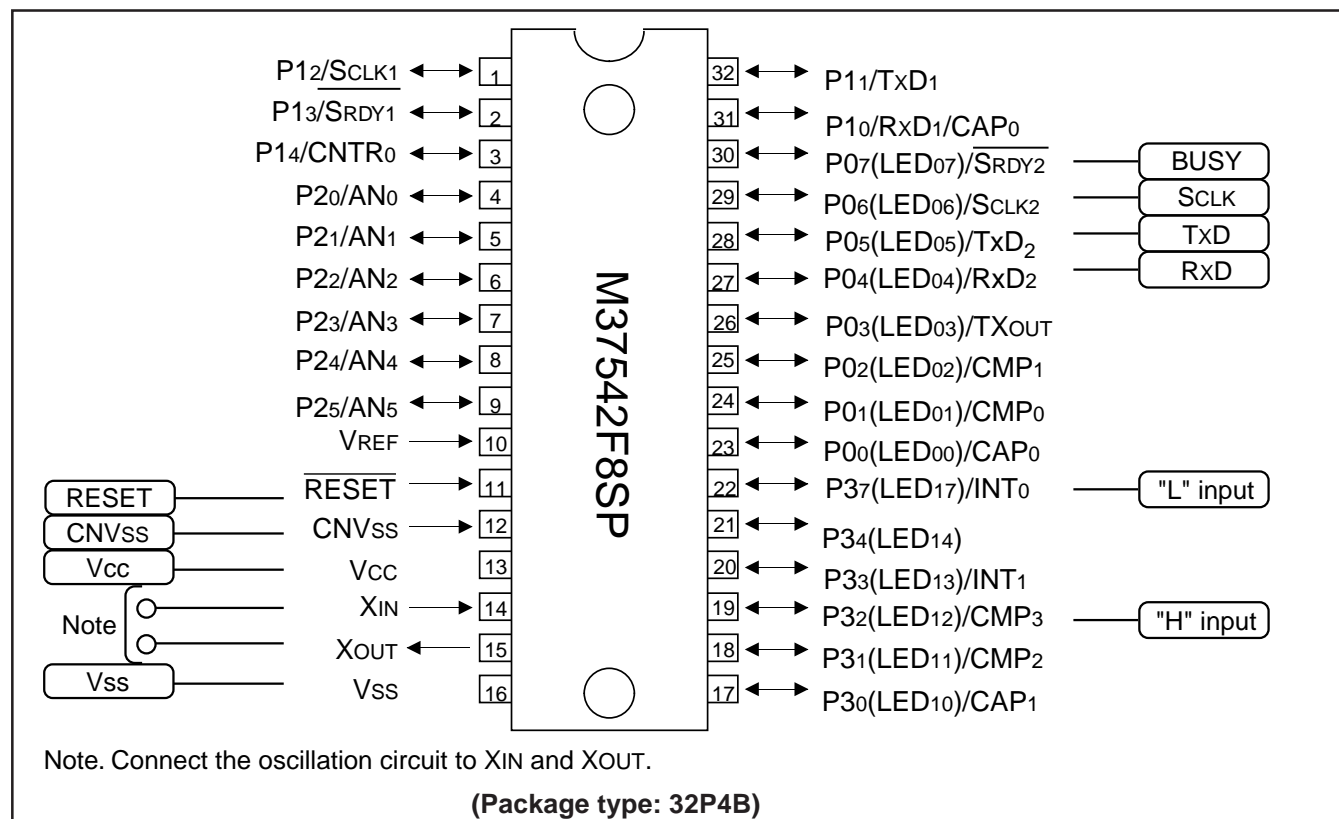 P12/SCLK1 1 32 P11/TxD1
P13/SRDY1 2 31 P10/RxD1/CAP0
P14/CNTR0 3 30 P07(LED07)/SRDY2 BUSY
P20/AN0 4 29 P06(LED06)/SCLK2 SCLK
P21/AN1 5 28 P05(LED05)/TxD2 TxD
P22/AN2 6 27 P04(LED04)/RxD2 RxD
P23/AN3 7 26 P03(LED03)/TXOUT
P24/AN4 8 25 P02(LED02)/CMP1
P25/AN5 9 24 P01(LED01)/CMP0
VREF 10 23 P00(LED00)/CAP0
RESET RESET 11 22 P37(LED17)/INT0 "L" input
CNVSS CNVSS 12 21 P34(LED14)
Vcc VCC 13 20 P33(LED13)/INT1
Note XIN 14 19 P32(LED12)/CMP3 "H" input
XOUT 15 18 P31(LED11)/CMP2
Vss VSS 16 17 P30(LED10)/CAP1
M37542F8SP
Note. Connect the oscillation circuit to XIN and XOUT.
(Package type: 32P4B)